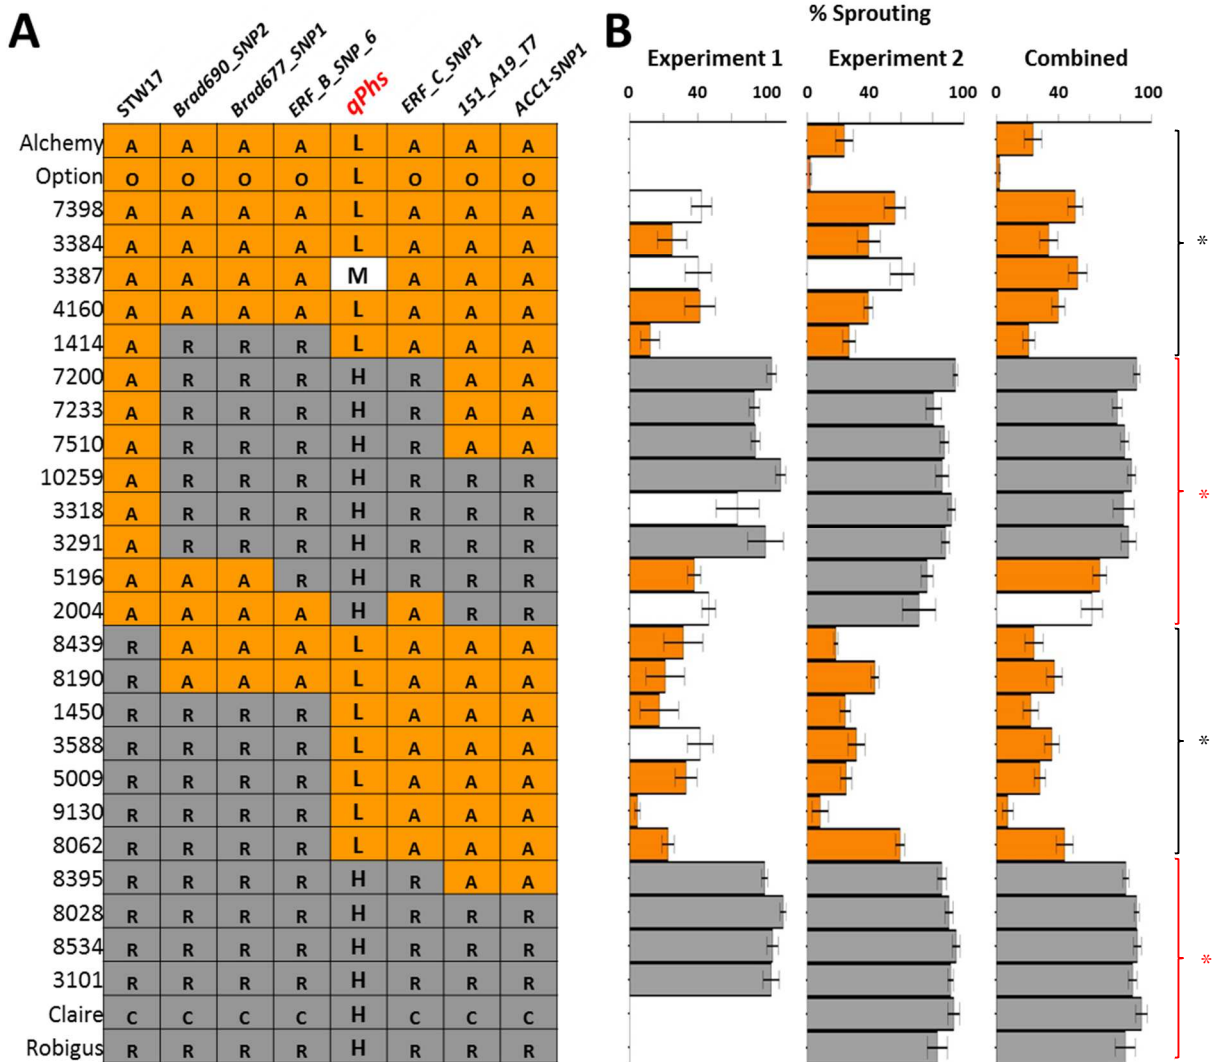 A
STW17 Brad690_SNP2 Brad677_SNP1 ERF_B_SNP_6 qPhs ERF_C_SNP1 151_A19_T7 ACC1-SNP1
Alchemy A A A A L A A A
Option O O O O L O O O
7398 A A A A L A A A
3384 A A A A L A A A
3387 A A A A M A A A
4160 A A A A L A A A
1414 A R R R L A A A
7200 A R R R H R A A
7233 A R R R H R A A
7510 A R R R H R A A
10259 A R R R H R R R
3318 A R R R H R R R
3291 A R R R H R R R
5196 A A A R H R R R
2004 A A A A H A R R
8439 R A A A L A A A
8190 R A A A L A A A
1450 R R R R L A A A
3588 R R R R L A A A
5009 R R R R L A A A
9130 R R R R L A A A
8062 R R R R L A A A
8395 R R R R H R A A
8028 R R R R H R R R
8534 R R R R H R R R
3101 R R R R H R R R
Claire C C C C H C C C
Robigus R R R R H R R R
B
% Sprouting
Experiment 1 Experiment 2 Combined
0 40 100 0 40 100 0 40 100
*
*
*
*